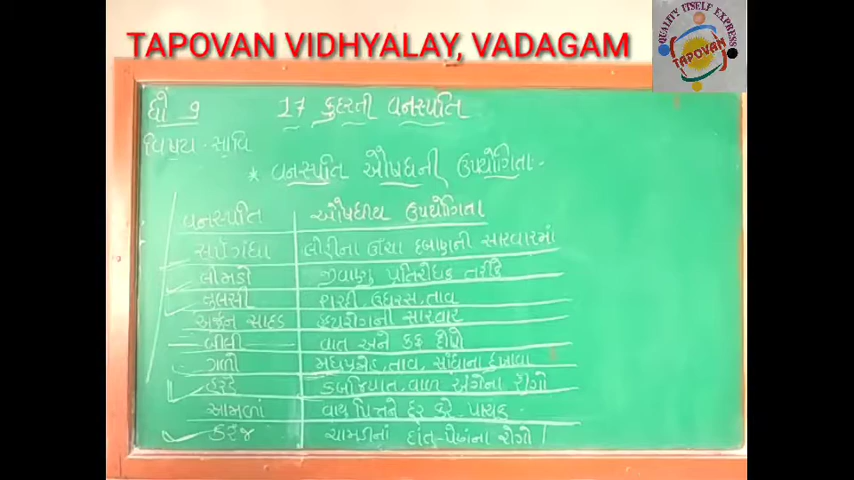 TAPOVAN VIDHYALAY, VADAGAM
QUALITY ITSELF EXPRESS
TAPOVAN
ધો 9
17 કુદરતી વનસ્પતિ
વિષય - સાવિ
* વનસ્પતિ ઔષધની ઉપયોગિતા -
વનસ્પતિ ઔષધીય ઉપયોગિતા
સર્પગંધા લોહીના ઊંચા દબાણની સારવારમાં
લીમડો જીવાણુ પ્રતિરોધક તરીકે
તુલસી શરદી, ઉધરસ, તાવ
અર્જુન સાદડ હૃદયરોગની સારવાર
બીલી વાત અને કફ દોષો
ગળો મધુપ્રમેહ, તાવ, સાંધાના દુખાવા
હરડે કબજિયાત, વાળ અંગેના રોગો
આમળાં વાયુ પિત્તને દૂર કરે - પાચક
કરંજ ચામડીનાં દાંત - પેઢાંના રોગો